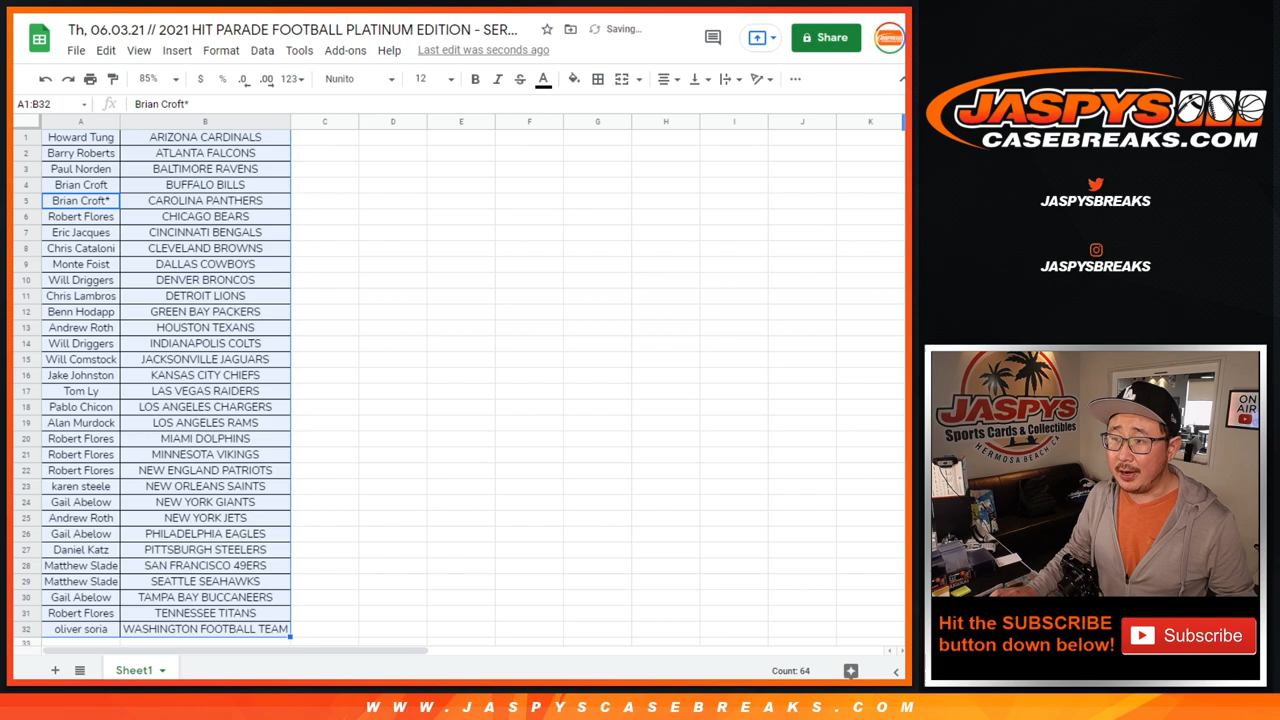 Th, 06.03.21 // 2021 HIT PARADE FOOTBALL PLATINUM EDITION - SER...
Saving...
Share
File Edit View Insert Format Data Tools Add-ons Help Last edit was seconds ago
85% $ % .0 .00 123 Nunito 12 B I S A
A1:B32 fx Brian Croft*
A B C D E F G H I J K
1 Howard Tung ARIZONA CARDINALS
2 Barry Roberts ATLANTA FALCONS
3 Paul Norden BALTIMORE RAVENS
4 Brian Croft BUFFALO BILLS
5 Brian Croft* CAROLINA PANTHERS
6 Robert Flores CHICAGO BEARS
7 Eric Jacques CINCINNATI BENGALS
8 Chris Cataloni CLEVELAND BROWNS
9 Monte Foist DALLAS COWBOYS
10 Will Driggers DENVER BRONCOS
11 Chris Lambros DETROIT LIONS
12 Benn Hodapp GREEN BAY PACKERS
13 Andrew Roth HOUSTON TEXANS
14 Will Driggers INDIANAPOLIS COLTS
15 Will Comstock JACKSONVILLE JAGUARS
16 Jake Johnston KANSAS CITY CHIEFS
17 Tom Ly LAS VEGAS RAIDERS
18 Pablo Chicon LOS ANGELES CHARGERS
19 Alan Murdock LOS ANGELES RAMS
20 Robert Flores MIAMI DOLPHINS
21 Robert Flores MINNESOTA VIKINGS
22 Robert Flores NEW ENGLAND PATRIOTS
23 karen steele NEW ORLEANS SAINTS
24 Gail Abelow NEW YORK GIANTS
25 Andrew Roth NEW YORK JETS
26 Gail Abelow PHILADELPHIA EAGLES
27 Daniel Katz PITTSBURGH STEELERS
28 Matthew Slade SAN FRANCISCO 49ERS
29 Matthew Slade SEATTLE SEAHAWKS
30 Gail Abelow TAMPA BAY BUCCANEERS
31 Robert Flores TENNESSEE TITANS
32 oliver soria WASHINGTON FOOTBALL TEAM
33
Sheet1
Count: 64
JASPYS
CASEBREAKS.COM
JASPYSBREAKS
JASPYSBREAKS
JASPYS
Sports Cards & Collectibles
HERMOSA BEACH, CA
ON
AIR
LA
Hit the SUBSCRIBE
button down below!
Subscribe
WWW.JASPYSCASEBREAKS.COM